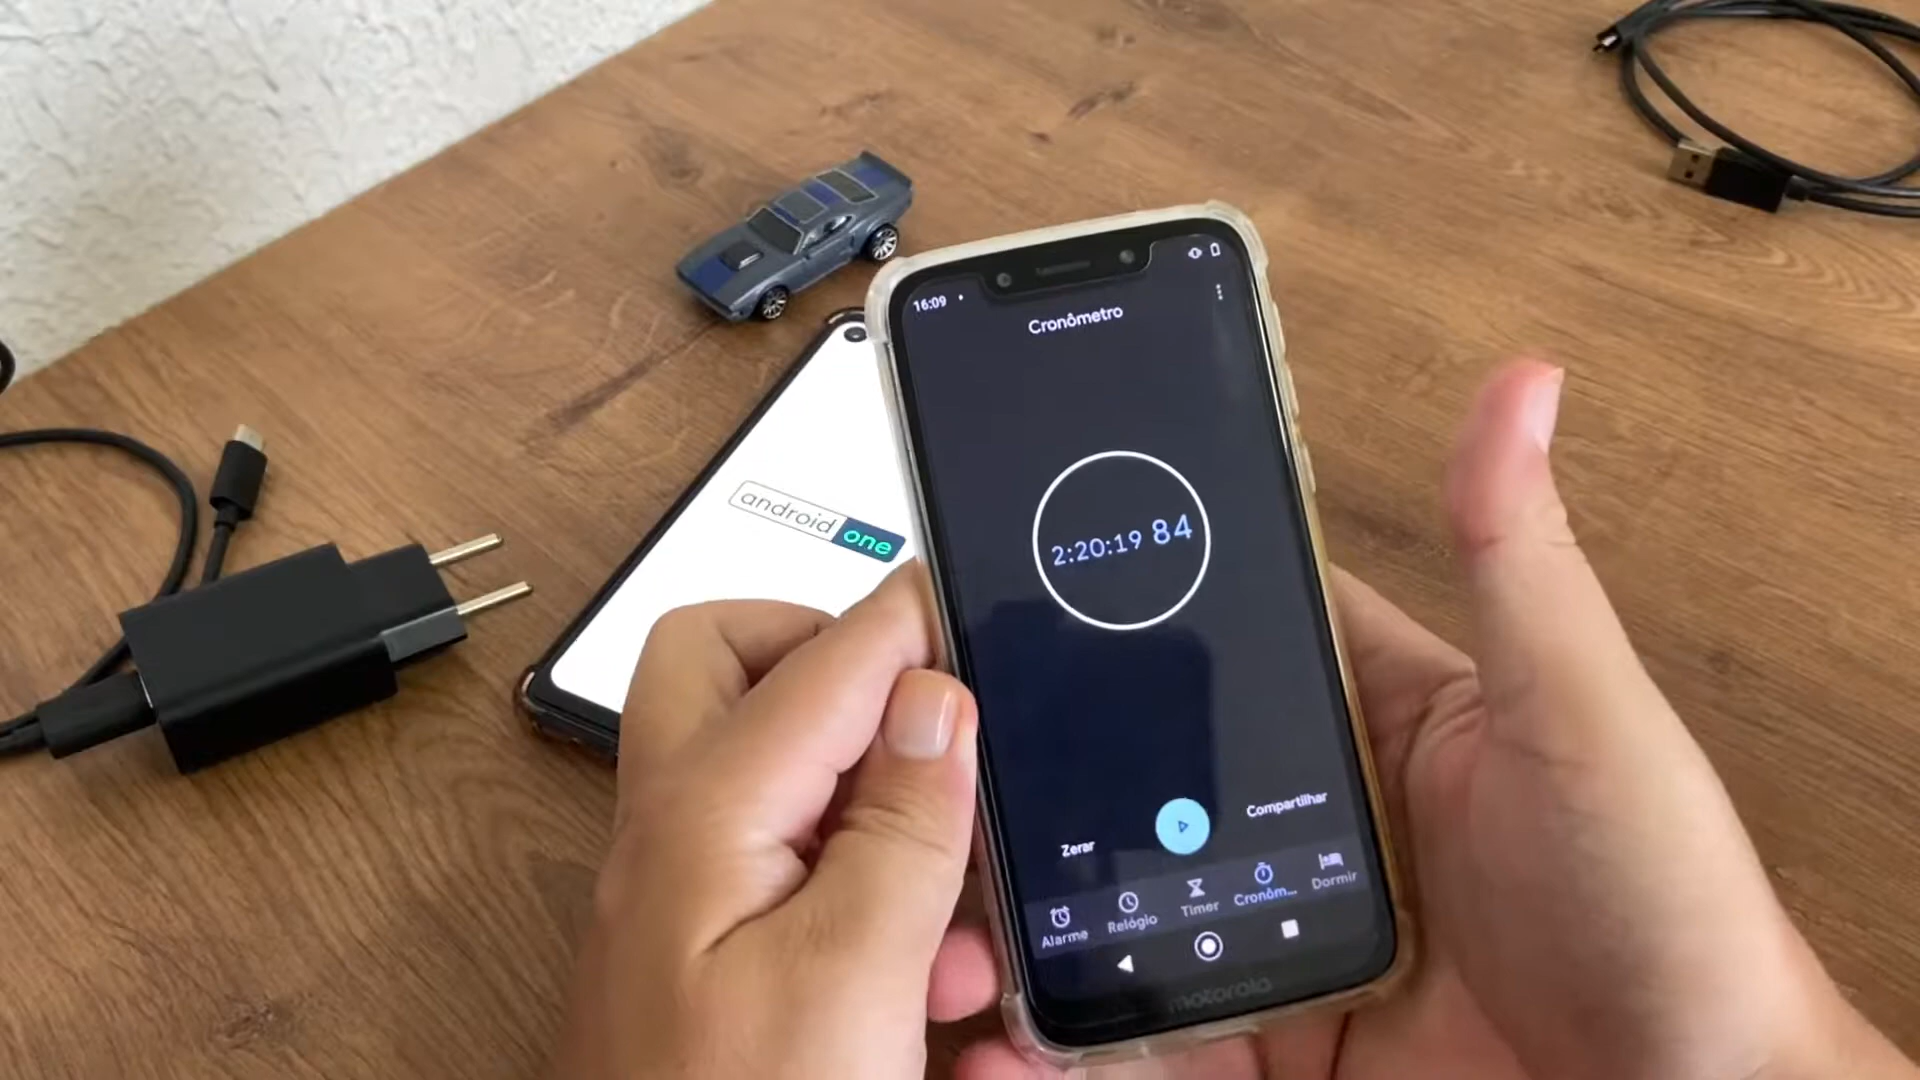 16:09
Cronômetro
2:20:19 84
Compartilhar
Zerar
Alarme
Relógio
Timer
Cronôm...
Dormir
motorola
android one